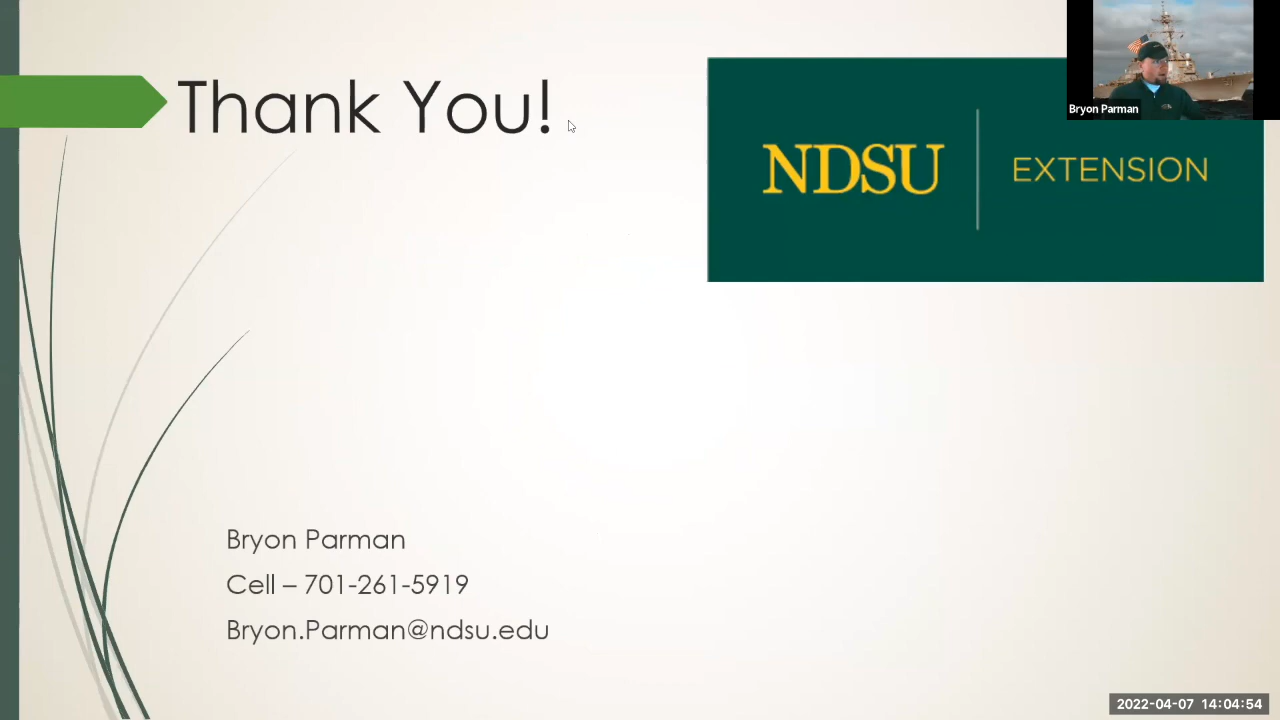 Thank You!
NDSU
EXTENSION
Bryon Parman
Bryon Parman
Cell – 701-261-5919
Bryon.Parman@ndsu.edu
2022-04-07 14:04:54